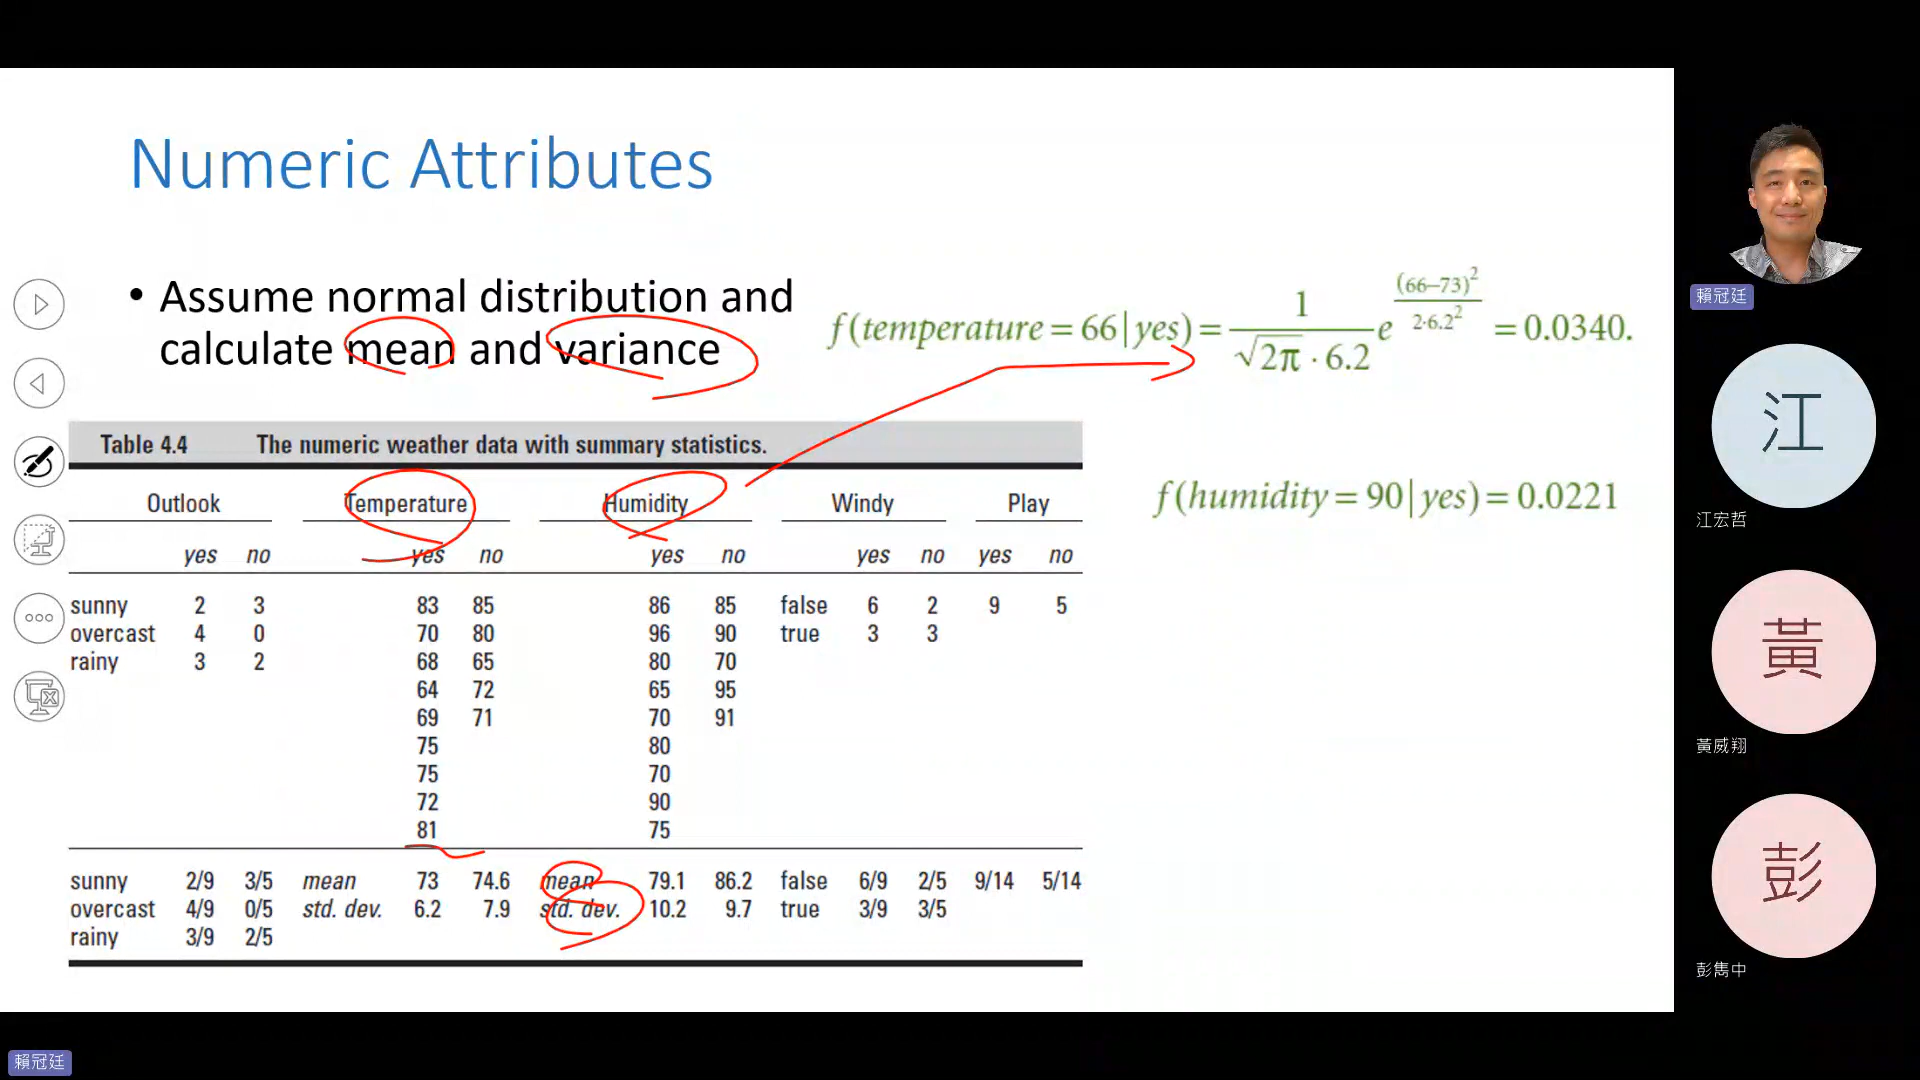 Numeric Attributes
• Assume normal distribution and
calculate mean and variance
f(temperature = 66 | yes) = 1 / √2π · 6.2 e (66–73)² / 2·6.2² = 0.0340.
f(humidity = 90 | yes) = 0.0221
Table 4.4 The numeric weather data with summary statistics.
Outlook Temperature Humidity Windy Play
yes no yes no yes no yes no yes no
sunny 2 3 83 85 86 85 false 6 2 9 5
overcast 4 0 70 80 96 90 true 3 3
rainy 3 2 68 65 80 70
64 72 65 95
69 71 70 91
75 80
75 70
72 90
81 75
sunny 2/9 3/5 mean 73 74.6 mean 79.1 86.2 false 6/9 2/5 9/14 5/14
overcast 4/9 0/5 std. dev. 6.2 7.9 std. dev. 10.2 9.7 true 3/9 3/5
rainy 3/9 2/5
賴冠廷
江
江宏哲
黃
黃威翔
彭
彭雋中
賴冠廷